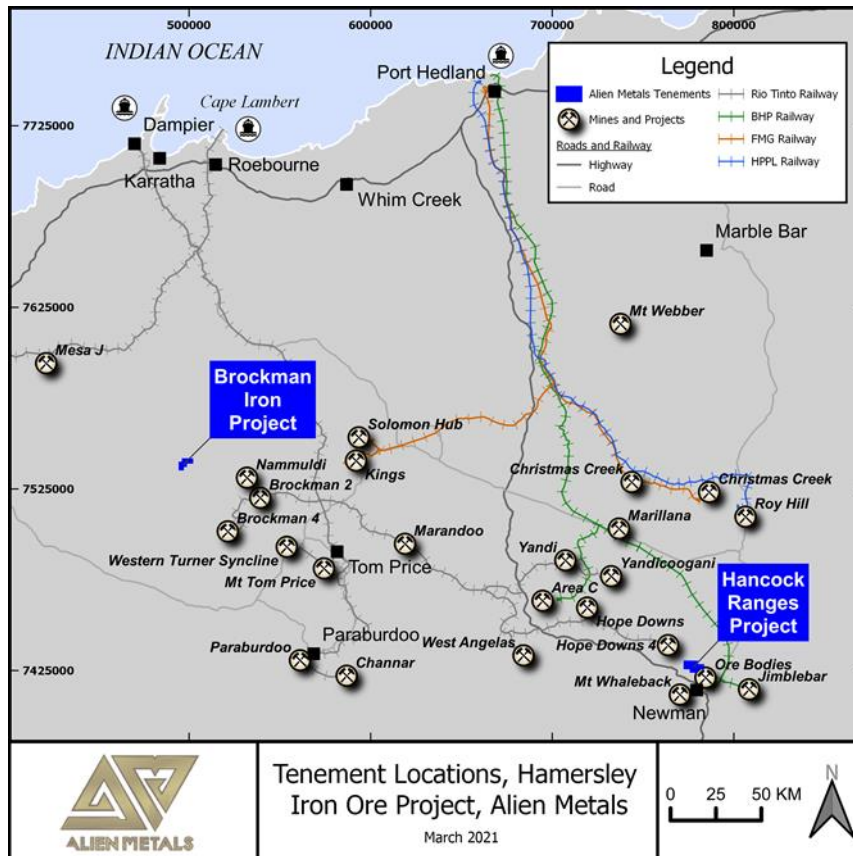 500000
600000
700000
800000
7725000
7625000
7525000
7425000
INDIAN OCEAN
Cape Lambert
Port Hedland
Dampier
Karratha
Roebourne
Whim Creek
Marble Bar
Legend
Alien Metals Tenements
Mines and Projects
Roads and Railway
Highway
Road
Rio Tinto Railway
BHP Railway
FMG Railway
HPPL Railway
Mt Webber
Mesa J
Brockman
Iron
Project
Solomon Hub
Kings
Nammuldi
Brockman 2
Brockman 4
Christmas Creek
Christmas Creek
Roy Hill
Marillana
Marandoo
Western Turner Syncline
Mt Tom Price
Tom Price
Yandi
Yandicoogani
Area C
Hancock
Ranges
Project
Hope Downs
Hope Downs 4
West Angelas
Paraburdoo
Paraburdoo
Channar
Ore Bodies
Mt Whaleback
Jimblebar
Newman
ALIEN METALS
Tenement Locations, Hamersley
Iron Ore Project, Alien Metals
March 2021
0 25 50 KM
N